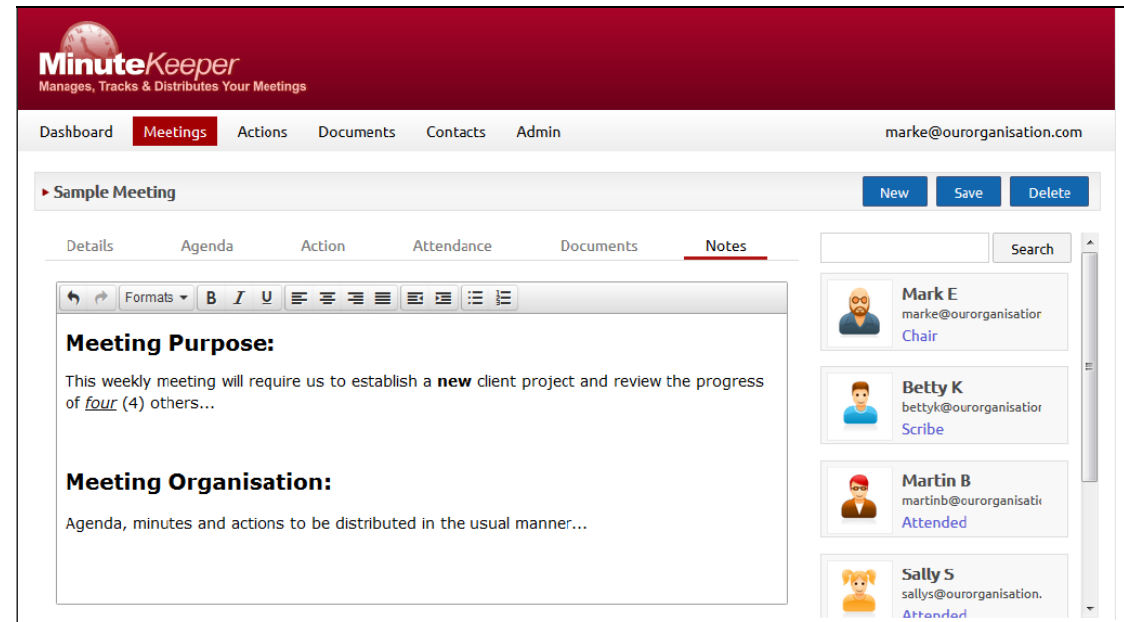 MinuteKeeper
Manages, Tracks & Distributes Your Meetings
Dashboard Meetings Actions Documents Contacts Admin marke@ourorganisation.com
Sample Meeting New Save Delete
Details Agenda Action Attendance Documents Notes
Search
Formats B I U
Meeting Purpose:
This weekly meeting will require us to establish a new client project and review the progress
of four (4) others...
Meeting Organisation:
Agenda, minutes and actions to be distributed in the usual manner...
Mark E
marke@ourorganisation
Chair
Betty K
bettyk@ourorganisation
Scribe
Martin B
martinb@ourorganisatio
Attended
Sally S
sallys@ourorganisation.
Attended